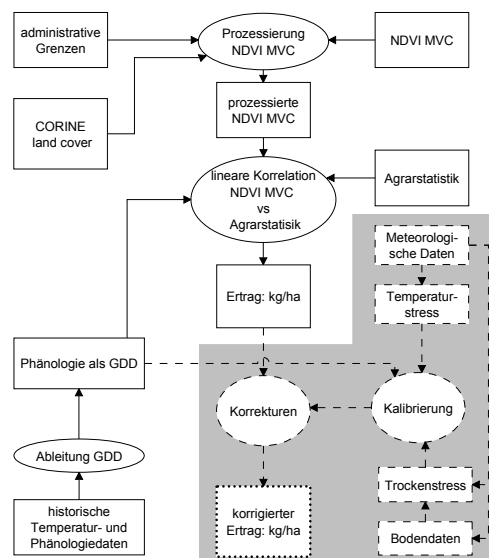 administrative
Grenzen
Prozessierung
NDVI MVC
NDVI MVC
CORINE
land cover
prozessierte
NDVI MVC
lineare Korrelation
NDVI MVC
vs
Agrarstatisik
Agrarstatistik
Meteorologi-
sche Daten
Ertrag: kg/ha
Temperatur-
stress
Phänologie als GDD
Korrekturen
Kalibrierung
Ableitung GDD
Trockenstress
historische
Temperatur- und
Phänologiedaten
korrigierter
Ertrag: kg/ha
Bodendaten